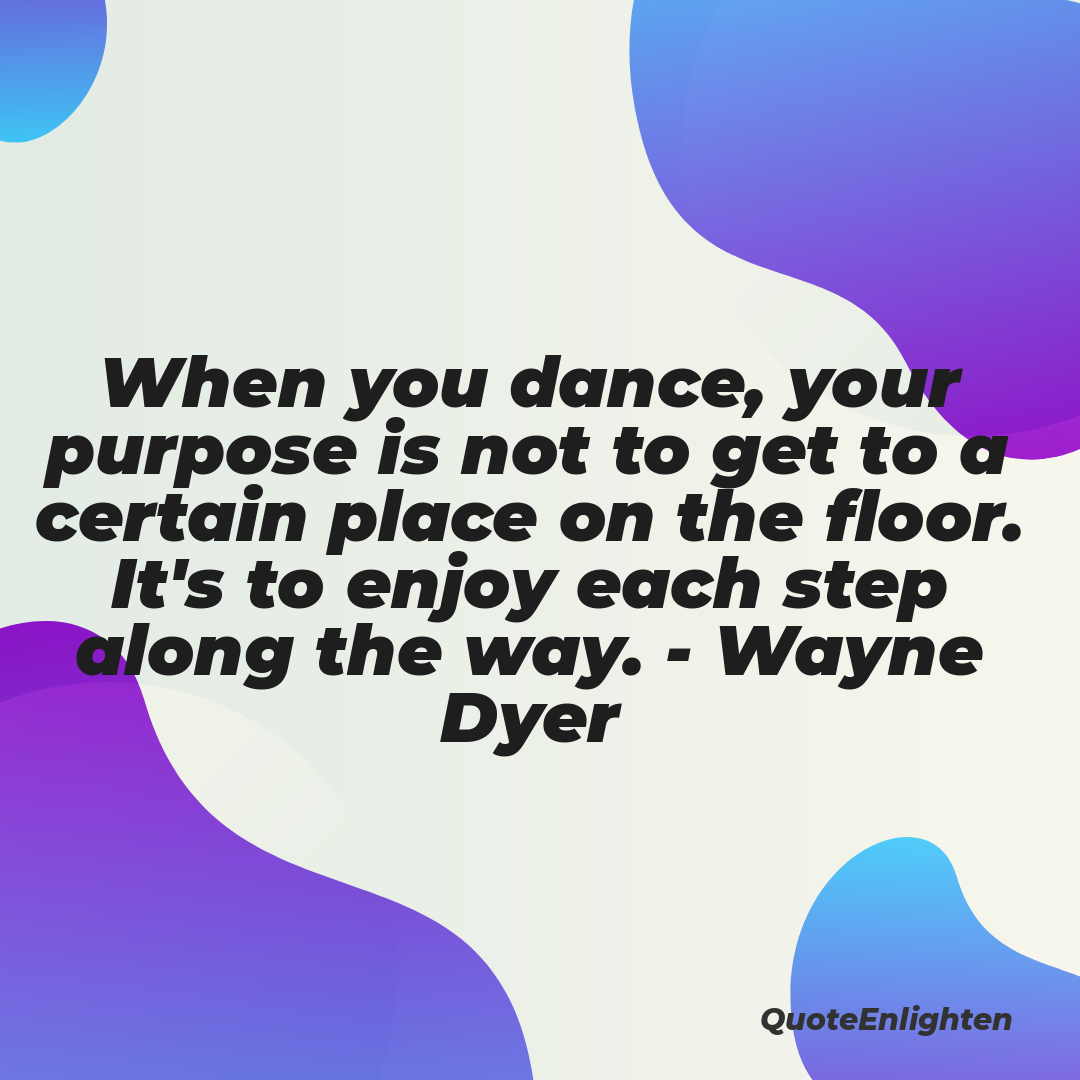 When you dance, your
purpose is not to get to a
certain place on the floor.
It's to enjoy each step
along the way. - Wayne
Dyer
QuoteEnlighten